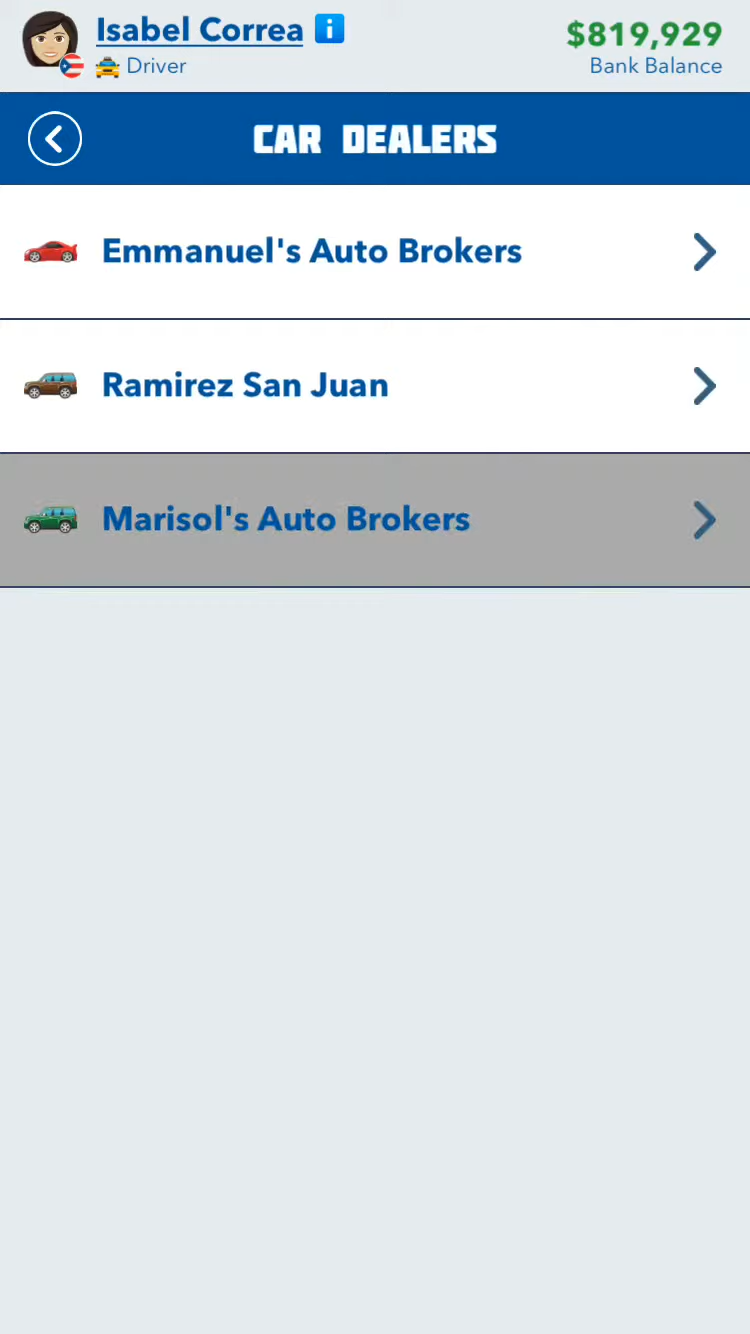 Isabel Correa
$819,929
Driver
Bank Balance
CAR DEALERS
Emmanuel's Auto Brokers
Ramirez San Juan
Marisol's Auto Brokers